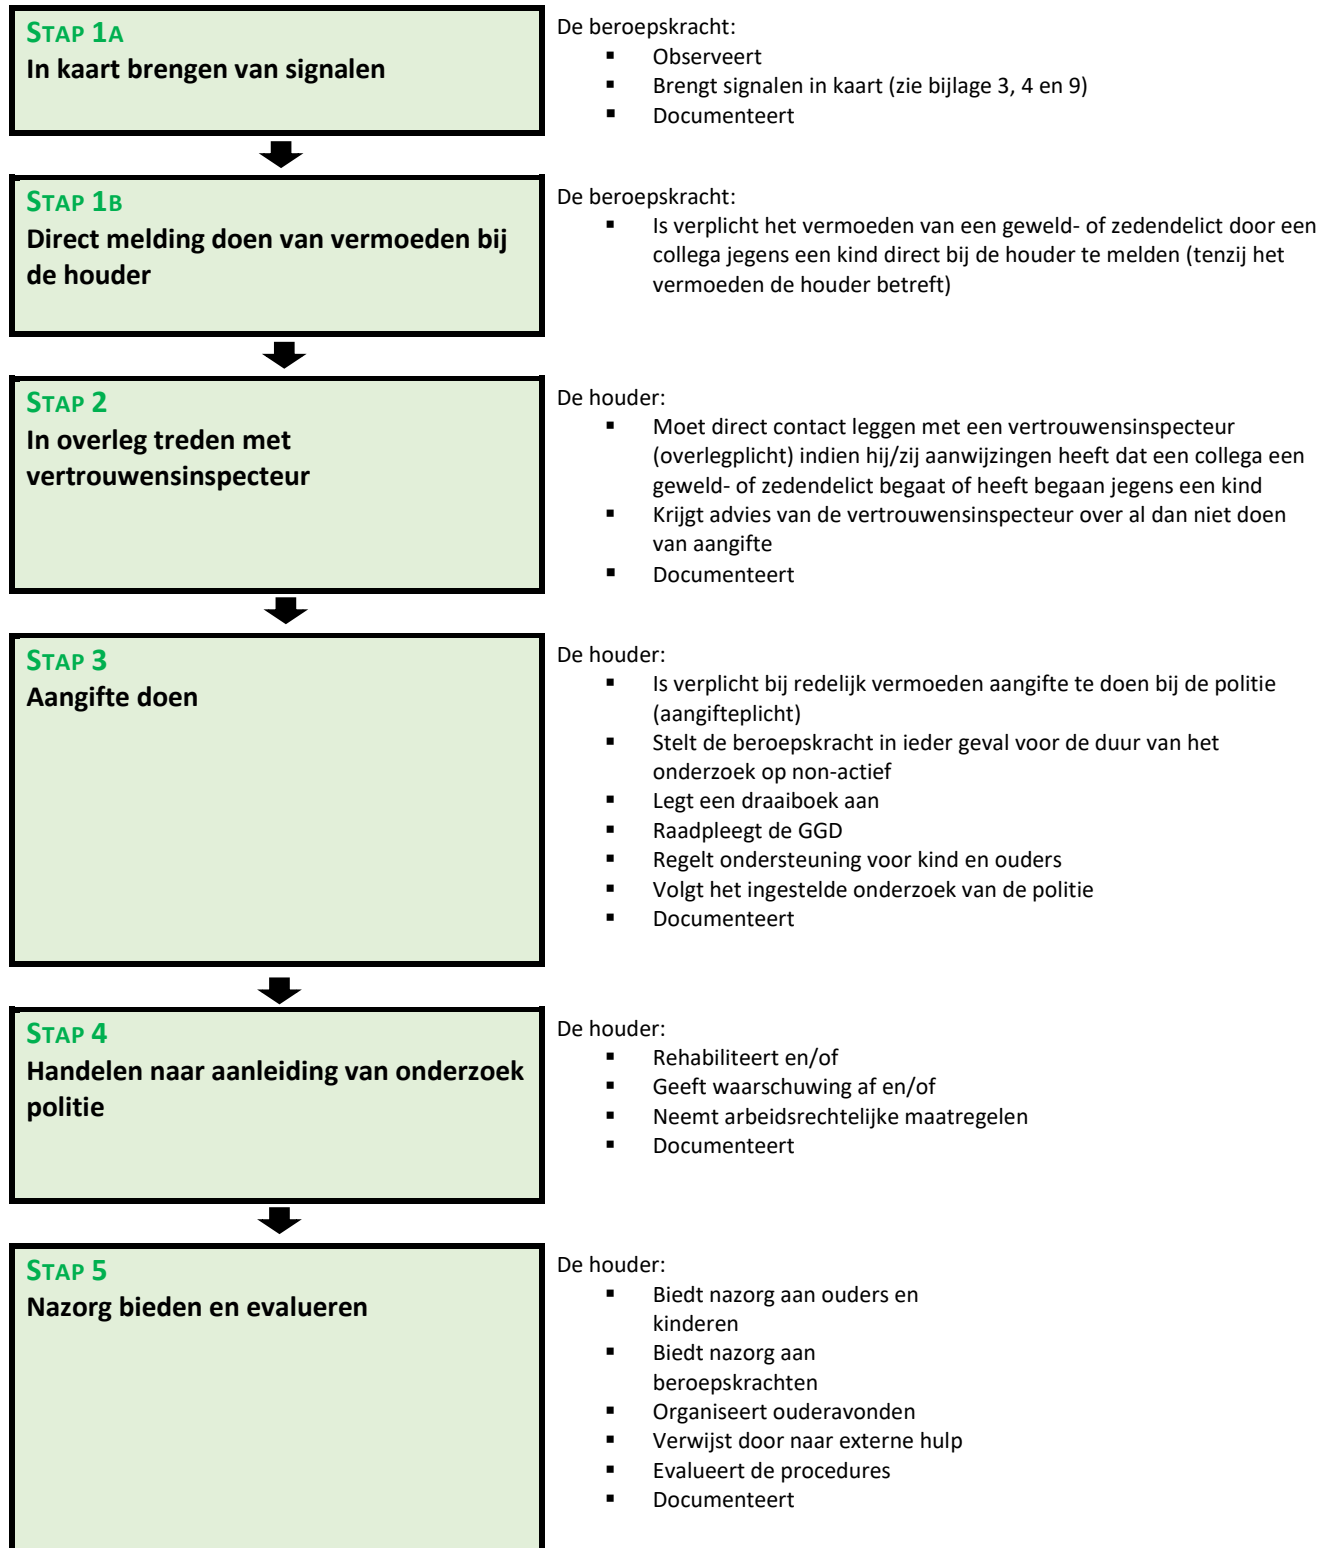 STAP 1A
In kaart brengen van signalen
De beroepskracht:
▪ Observeert
▪ Brengt signalen in kaart (zie bijlage 3, 4 en 9)
▪ Documenteert
STAP 1B
Direct melding doen van vermoeden bij
de houder
De beroepskracht:
▪ Is verplicht het vermoeden van een geweld- of zedendelict door een
collega jegens een kind direct bij de houder te melden (tenzij het
vermoeden de houder betreft)
STAP 2
In overleg treden met
vertrouwensinspecteur
De houder:
▪ Moet direct contact leggen met een vertrouwensinspecteur
(overlegplicht) indien hij/zij aanwijzingen heeft dat een collega een
geweld- of zedendelict begaat of heeft begaan jegens een kind
▪ Krijgt advies van de vertrouwensinspecteur over al dan niet doen
van aangifte
▪ Documenteert
STAP 3
Aangifte doen
De houder:
▪ Is verplicht bij redelijk vermoeden aangifte te doen bij de politie
(aangifteplicht)
▪ Stelt de beroepskracht in ieder geval voor de duur van het
onderzoek op non-actief
▪ Legt een draaiboek aan
▪ Raadpleegt de GGD
▪ Regelt ondersteuning voor kind en ouders
▪ Volgt het ingestelde onderzoek van de politie
▪ Documenteert
STAP 4
Handelen naar aanleiding van onderzoek
politie
De houder:
▪ Rehabiliteert en/of
▪ Geeft waarschuwing af en/of
▪ Neemt arbeidsrechtelijke maatregelen
▪ Documenteert
STAP 5
Nazorg bieden en evalueren
De houder:
▪ Biedt nazorg aan ouders en
kinderen
▪ Biedt nazorg aan
beroepskrachten
▪ Organiseert ouderavonden
▪ Verwijst door naar externe hulp
▪ Evalueert de procedures
▪ Documenteert